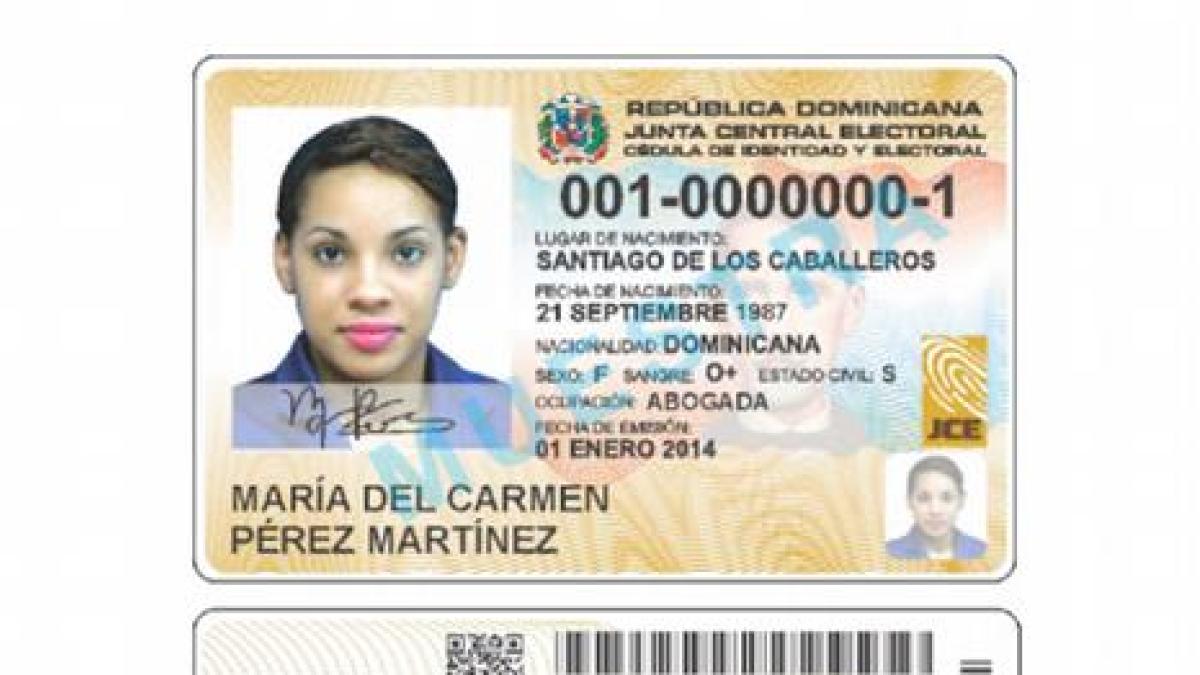 REPÚBLICA DOMINICANA
JUNTA CENTRAL ELECTORAL
CÉDULA DE IDENTIDAD Y ELECTORAL
001-0000000-1
LUGAR DE NACIMIENTO:
SANTIAGO DE LOS CABALLEROS
FECHA DE NACIMIENTO:
21 SEPTIEMBRE 1987
NACIONALIDAD: DOMINICANA
SEXO: F SANGRE: O+ ESTADO CIVIL: S
OCUPACIÓN: ABOGADA
FECHA DE EMISIÓN:
01 ENERO 2014
JCE
MUESTRA
MARÍA DEL CARMEN
PÉREZ MARTÍNEZ